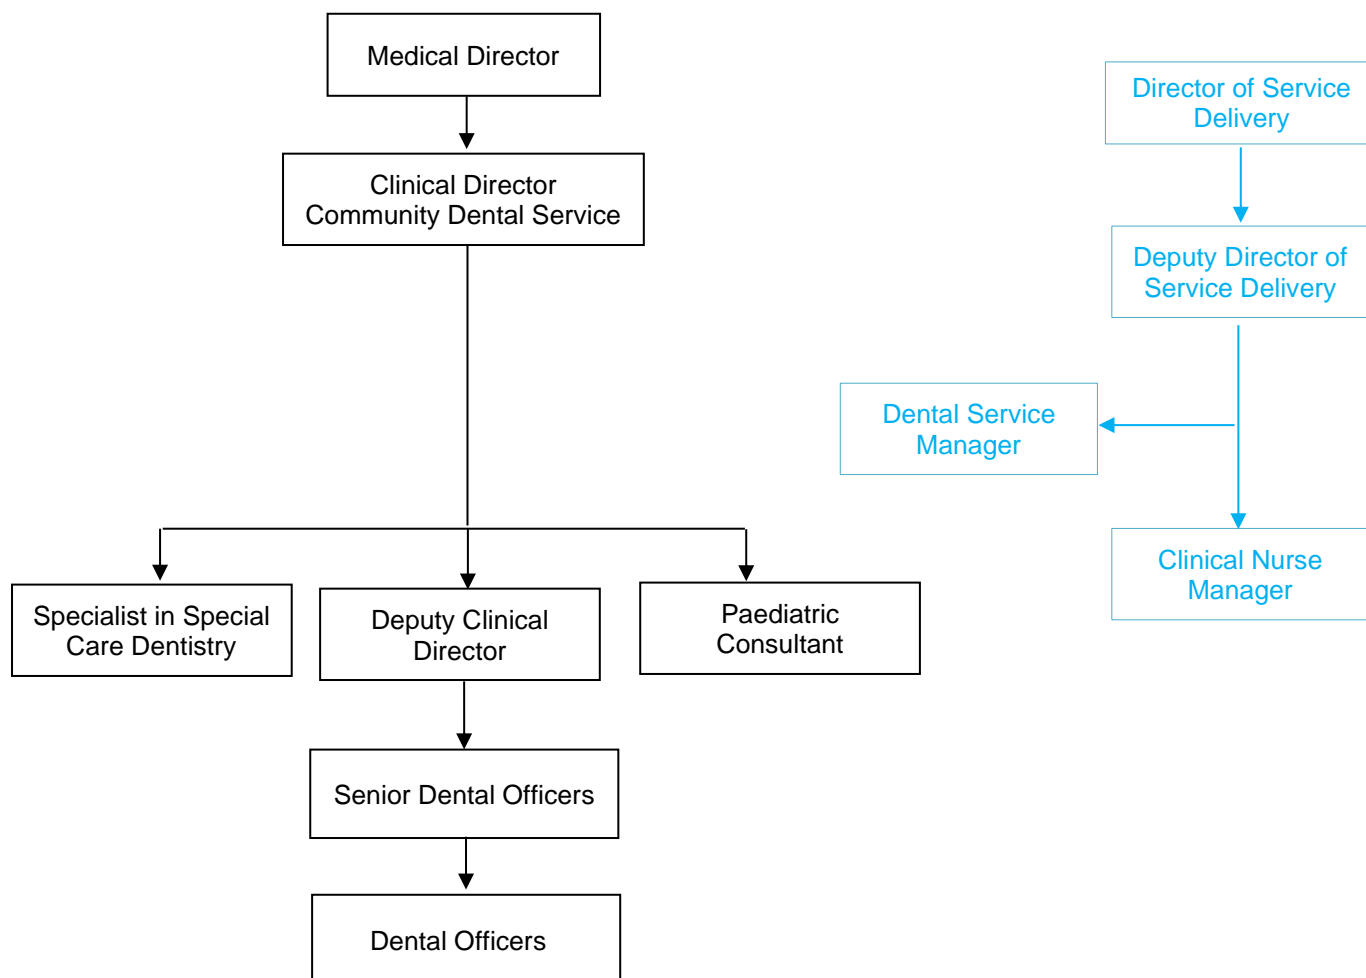 Medical Director
Clinical Director
Community Dental Service
Specialist in Special
Care Dentistry
Deputy Clinical
Director
Paediatric
Consultant
Senior Dental Officers
Dental Officers
Director of Service
Delivery
Deputy Director of
Service Delivery
Dental Service
Manager
Clinical Nurse
Manager